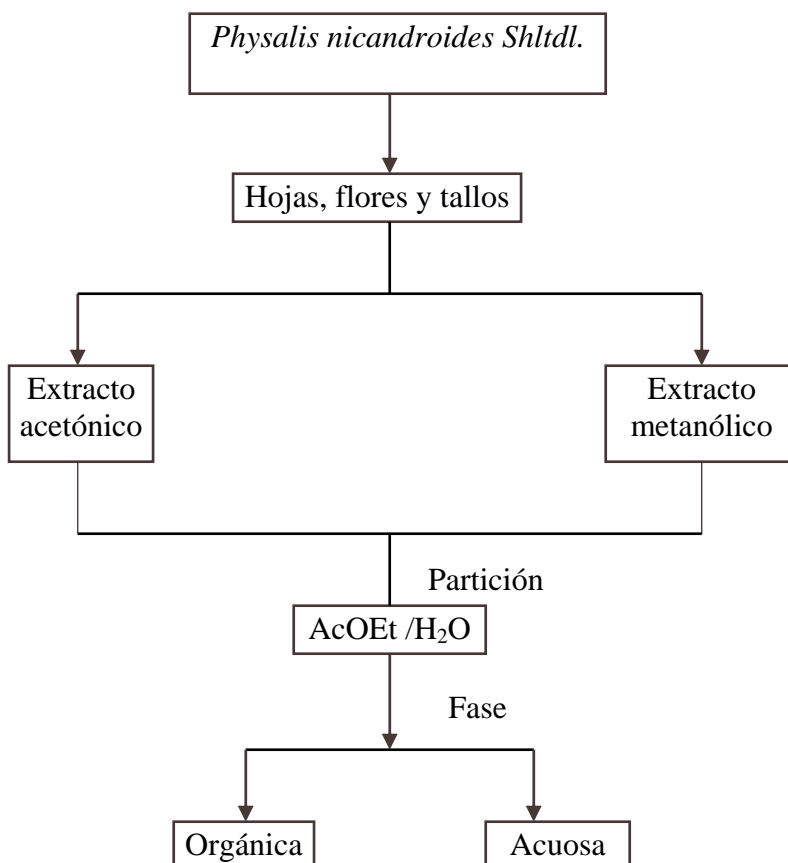 Physalis nicandroides Shltdl.
Hojas, flores y tallos
Extracto
acetónico
Extracto
metanólico
Partición
AcOEt /H₂O
Fase
Orgánica
Acuosa